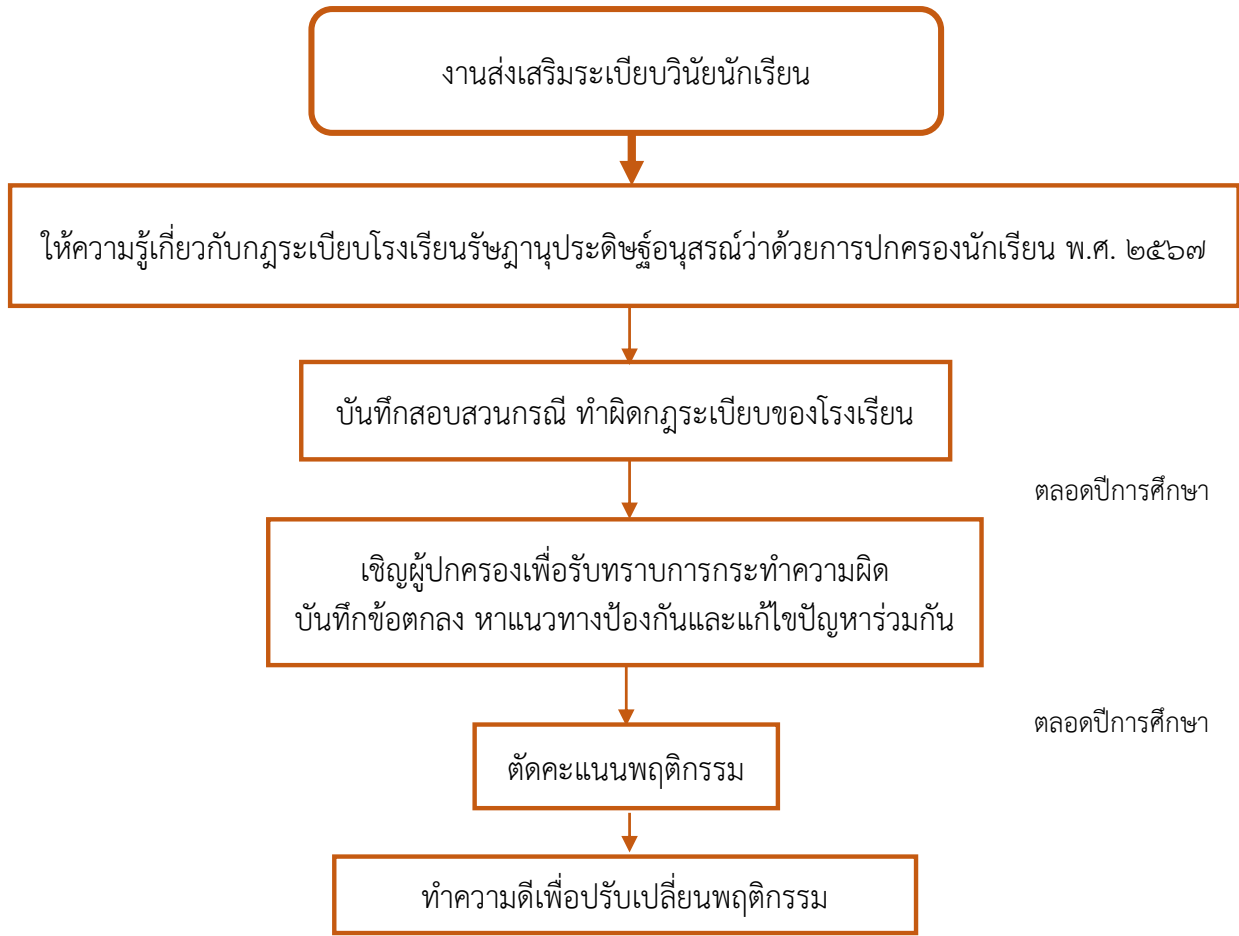 งานส่งเสริมระเบียบวินัยนักเรียน
ให้ความรู้เกี่ยวกับกฎระเบียบโรงเรียนรัษฎานุประดิษฐ์อนุสรณ์ว่าด้วยการปกครองนักเรียน พ.ศ. ๒๕๖๗
บันทึกสอบสวนกรณี ทำผิดกฎระเบียบของโรงเรียน
ตลอดปีการศึกษา
เชิญผู้ปกครองเพื่อรับทราบการกระทำความผิด
บันทึกข้อตกลง หาแนวทางป้องกันและแก้ไขปัญหาร่วมกัน
ตลอดปีการศึกษา
ตัดคะแนนพฤติกรรม
ทำความดีเพื่อปรับเปลี่ยนพฤติกรรม